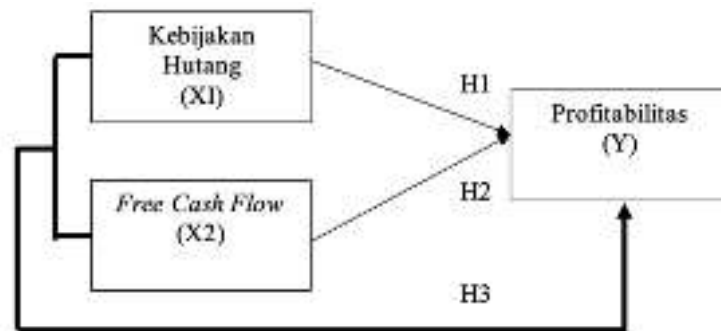 Kebijakan
Hutang
(XI)
H1
Profitabilitas
(Y)
Free Cash Flow
(X2)
H2
H3